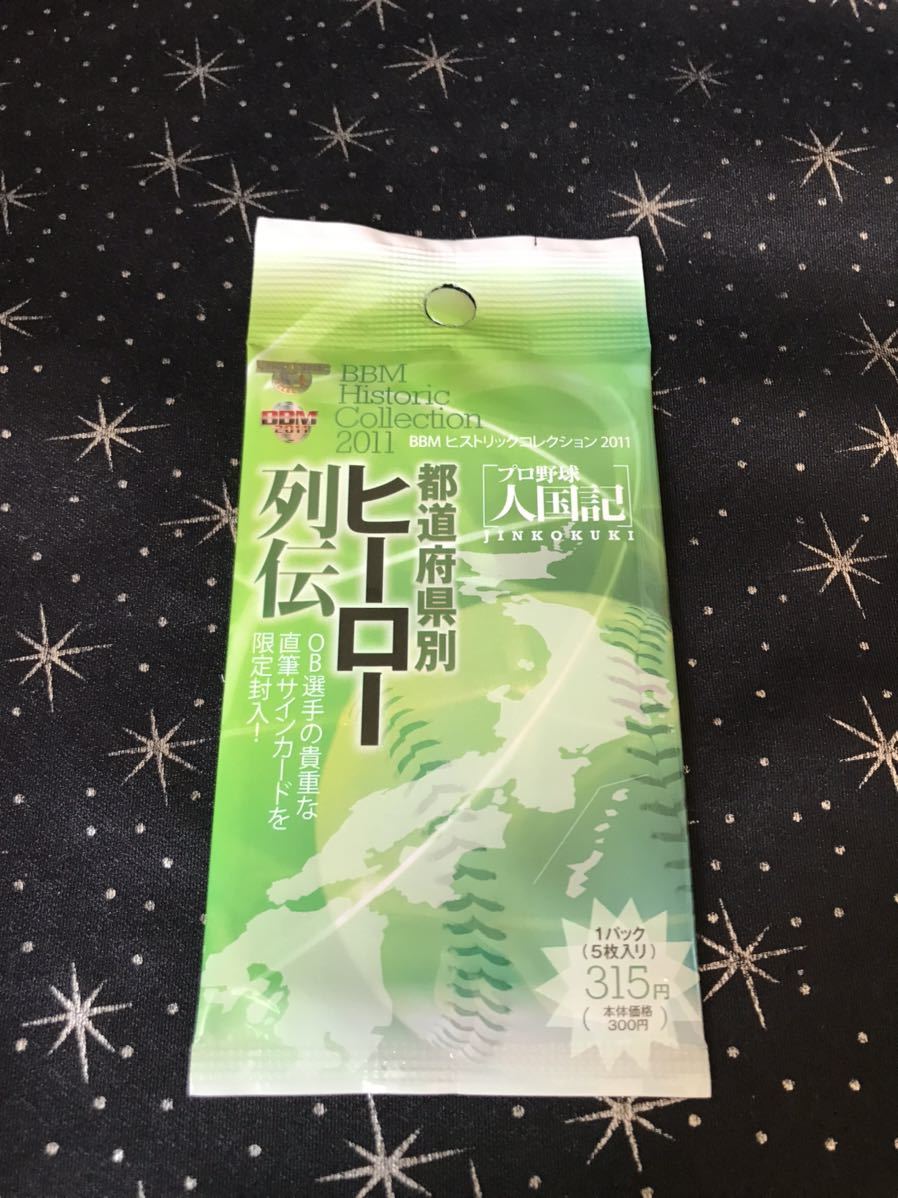 BBM
Historic
Collection
2011
BBM ヒストリックコレクション 2011
BBM
2011
プロ野球
人国記
JINKOKUKI
都道府県別
ヒーロー
列伝
OB選手の貴重な
直筆サインカードを
限定封入！
1パック
(5枚入り)
315円
(本体価格
300円)